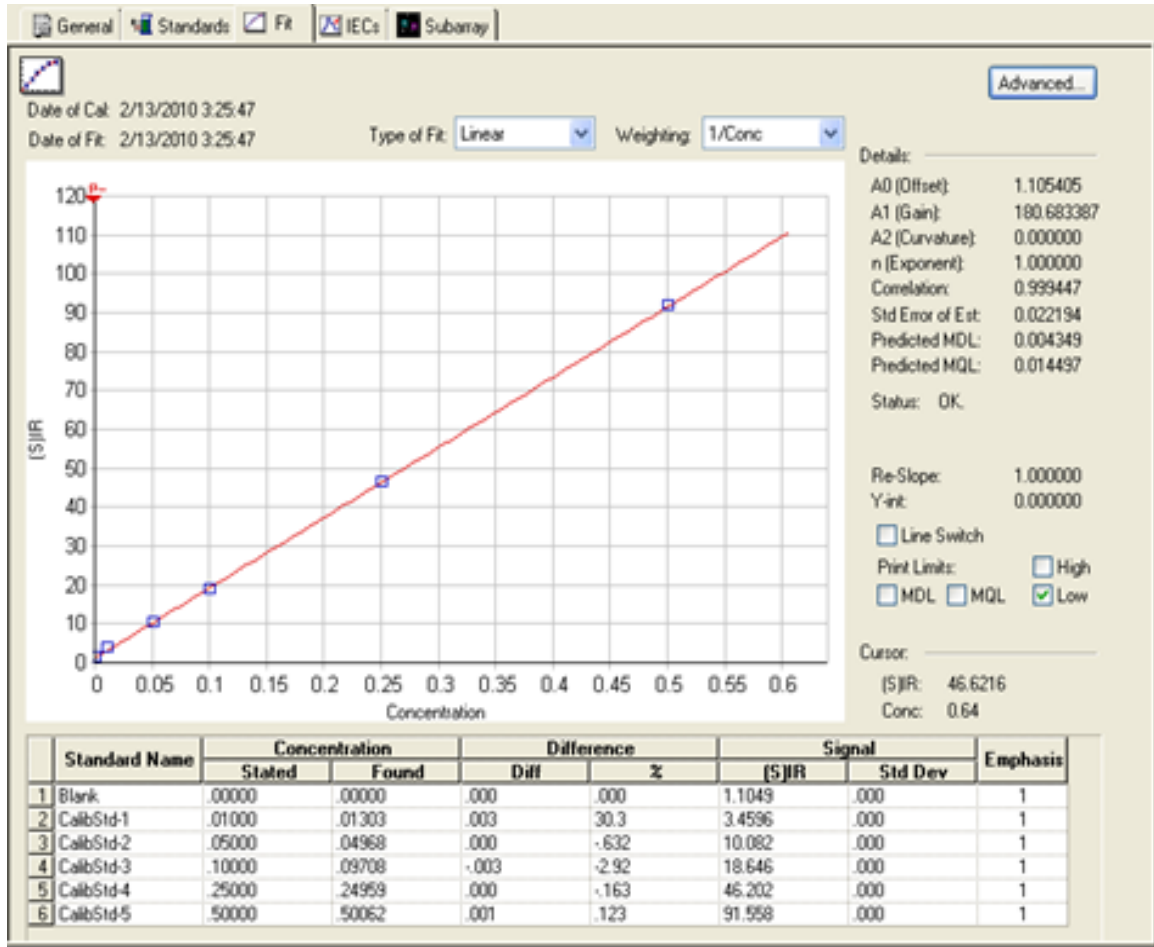 General Standards Fit IECs Subarray
Advanced...
Date of Cal: 2/13/2010 3:25:47
Date of Fit: 2/13/2010 3:25:47
Type of Fit: Linear Weighting: 1/Conc
Details:
A0 (Offset): 1.105405
A1 (Gain): 180.683387
A2 (Curvature): 0.000000
n (Exponent): 1.000000
Correlation: 0.999447
Std Error of Est: 0.022194
Predicted MDL: 0.004349
Predicted MQL: 0.014497
Status: OK.
Re-Slope: 1.000000
Y-int: 0.000000
Line Switch
Print Limits: High
MDL MQL Low
Cursor:
(S)IR: 46.6216
Conc: 0.64
120
110
100
90
80
70
60
50
40
30
20
10
0
(S)IR
0 0.05 0.1 0.15 0.2 0.25 0.3 0.35 0.4 0.45 0.5 0.55 0.6
Concentration
Standard Name Concentration Difference Signal Emphasis
Stated Found Diff % (S)IR Std Dev
1 Blank .00000 .00000 .000 .000 1.1049 .000 1
2 CalibStd-1 .01000 .01303 .003 30.3 3.4596 .000 1
3 CalibStd-2 .05000 .04968 .000 -.632 10.082 .000 1
4 CalibStd-3 .10000 .09708 -.003 -2.92 18.646 .000 1
5 CalibStd-4 .25000 .24959 .000 -.163 46.202 .000 1
6 CalibStd-5 .50000 .50062 .001 .123 91.558 .000 1